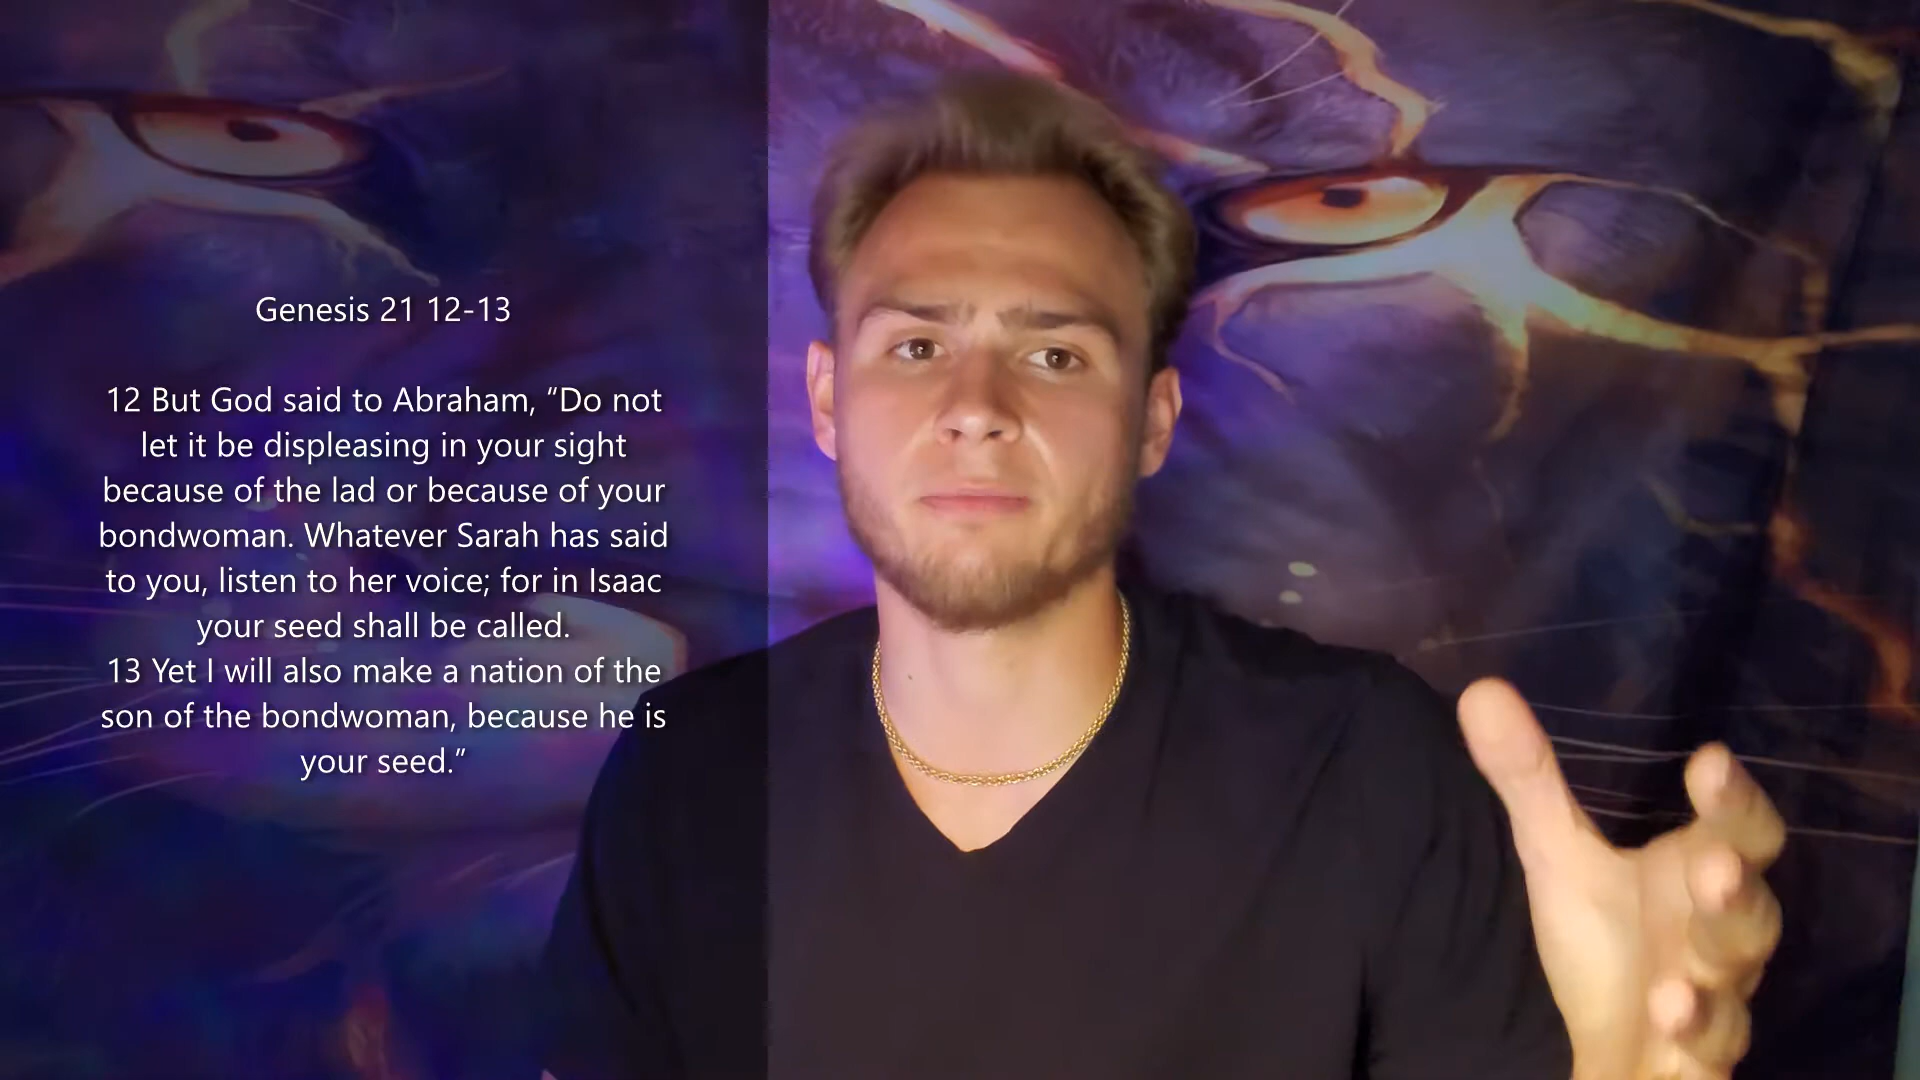 Genesis 21 12-13
12 But God said to Abraham, “Do not
let it be displeasing in your sight
because of the lad or because of your
bondwoman. Whatever Sarah has said
to you, listen to her voice; for in Isaac
your seed shall be called.
13 Yet I will also make a nation of the
son of the bondwoman, because he is
your seed.”